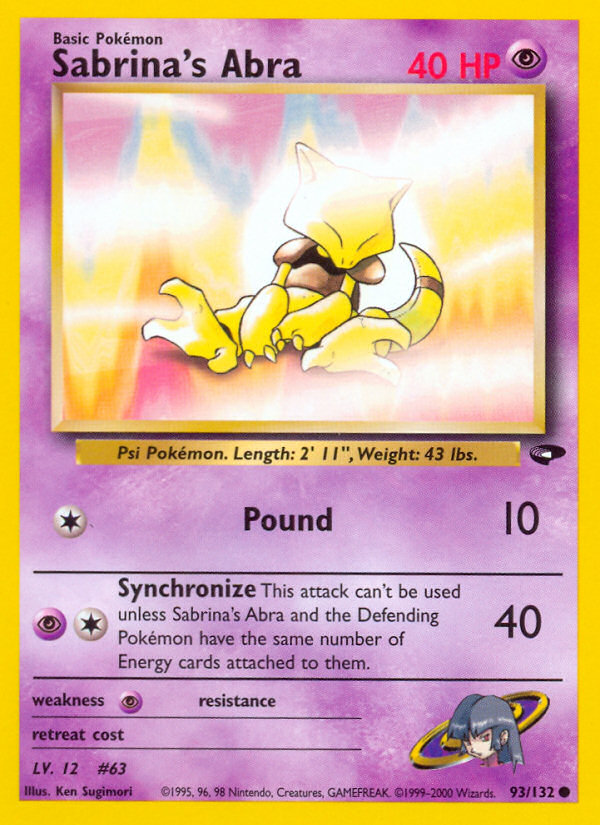 Basic Pokémon
Sabrina's Abra 40 HP
Psi Pokémon. Length: 2' 11", Weight: 43 lbs.
Pound 10
Synchronize This attack can't be used
unless Sabrina's Abra and the Defending
Pokémon have the same number of
Energy cards attached to them.
40
weakness resistance
retreat cost
LV. 12 #63
Illus. Ken Sugimori ©1995, 96, 98 Nintendo, Creatures, GAMEFREAK. ©1999-2000 Wizards. 93/132